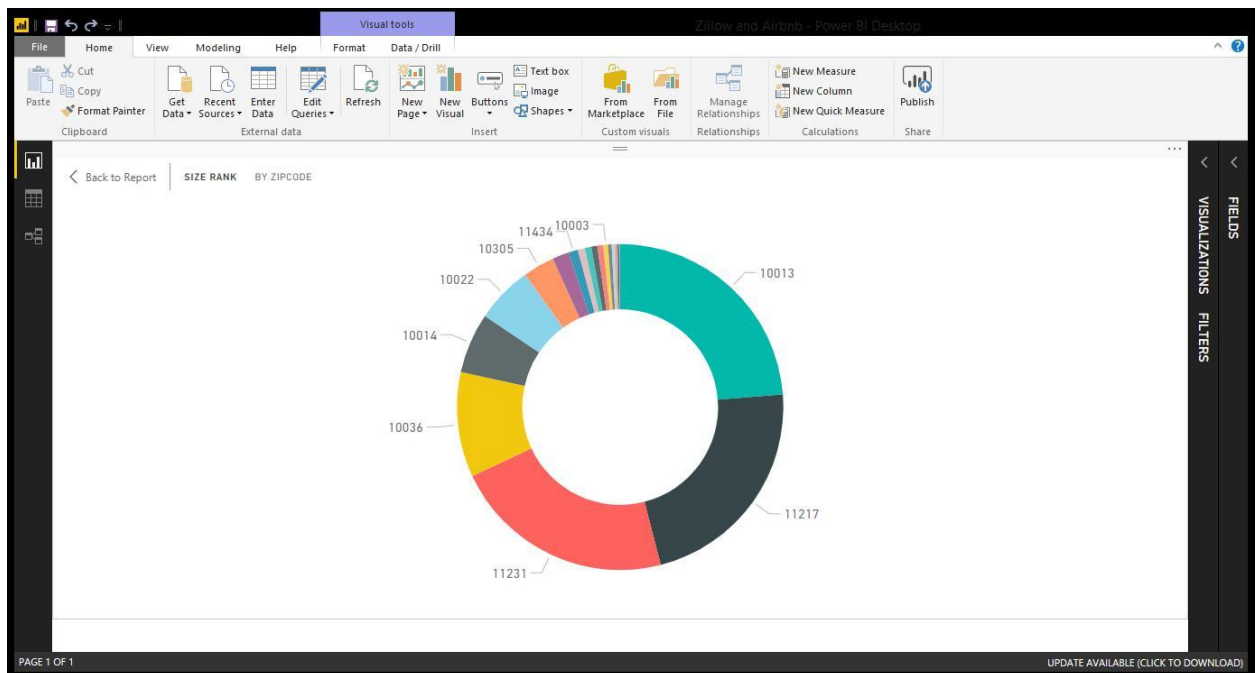 Visual tools
Zillow and Airbnb - Power BI Desktop
File Home View Modeling Help Format Data / Drill
Paste
Cut
Copy
Format Painter
Clipboard
Get Data
Recent Sources
Enter Data
Edit Queries
Refresh
External data
New Page
New Visual
Buttons
Text box
Image
Shapes
Insert
From Marketplace
From File
Custom visuals
Manage Relationships
Relationships
New Measure
New Column
New Quick Measure
Calculations
Publish
Share
Back to Report SIZE RANK BY ZIPCODE
10003
11434
10305
10022
10013
10014
10036
11217
11231
VISUALIZATIONS
FILTERS
FIELDS
PAGE 1 OF 1
UPDATE AVAILABLE (CLICK TO DOWNLOAD)